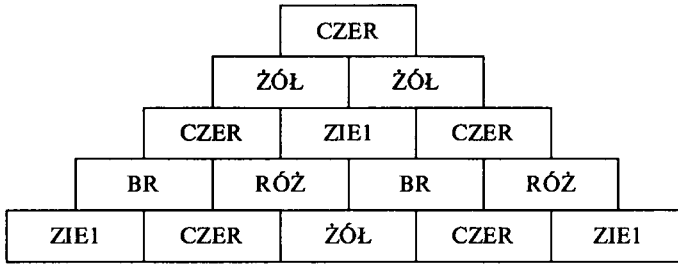 CZER
ŻÓŁ ŻÓŁ
CZER ZIE1 CZER
BR RÓŻ BR RÓŻ
ZIE1 CZER ŻÓŁ CZER ZIE1